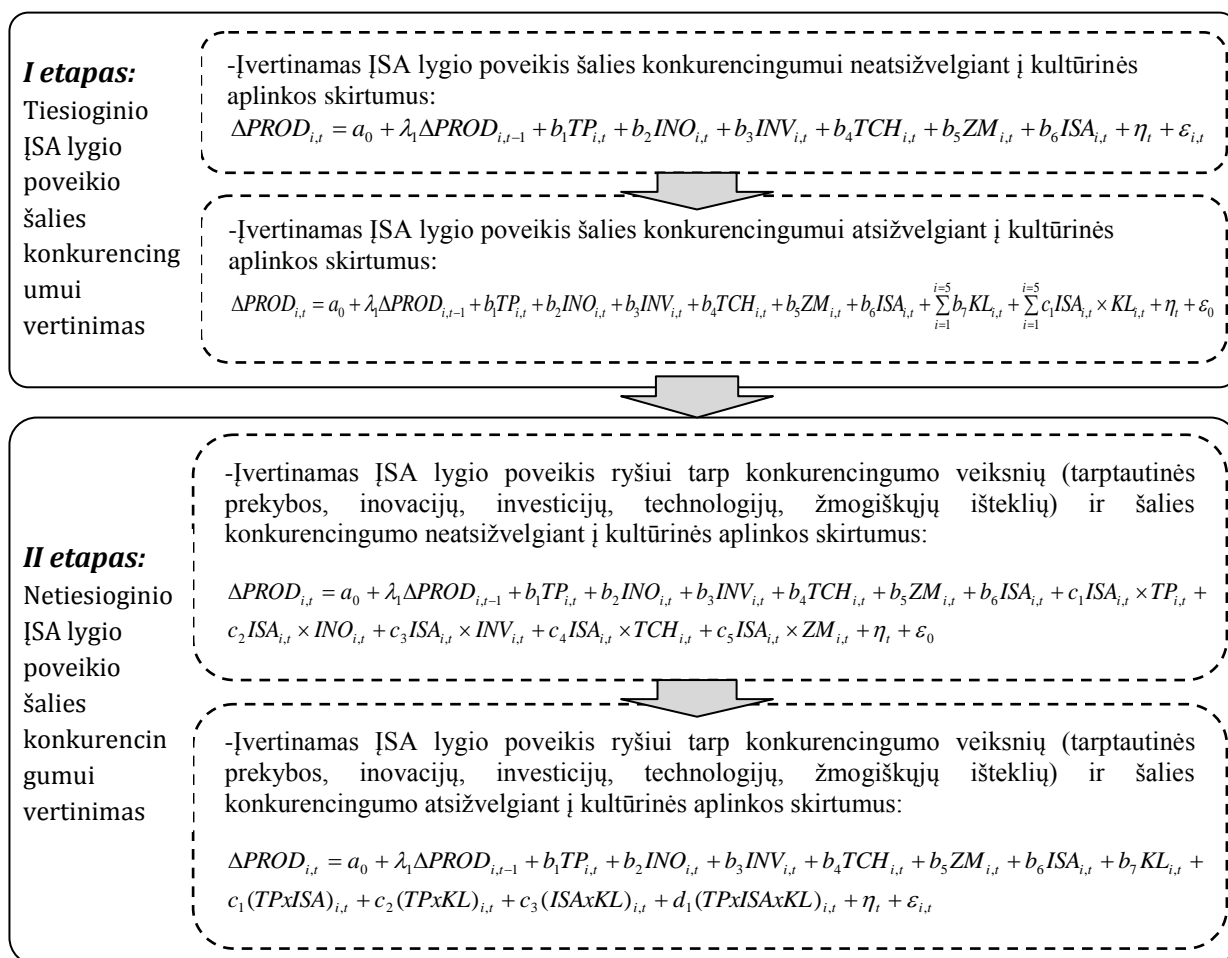 I etapas:
Tiesioginio
ĮSA lygio
poveikio
šalies
konkurencing
umui
vertinimas
-Įvertinamas ĮSA lygio poveikis šalies konkurencingumui neatsižvelgiant į kultūrinės
aplinkos skirtumus:
ΔPROD_{i,t} = a_0 + λ_1ΔPROD_{i,t-1} + b_1TP_{i,t} + b_2INO_{i,t} + b_3INV_{i,t} + b_4TCH_{i,t} + b_5ZM_{i,t} + b_6ISA_{i,t} + η_t + ε_{i,t}
-Įvertinamas ĮSA lygio poveikis šalies konkurencingumui atsižvelgiant į kultūrinės
aplinkos skirtumus:
ΔPROD_{i,t} = a_0 + λ_1ΔPROD_{i,t-1} + b_1TP_{i,t} + b_2INO_{i,t} + b_3INV_{i,t} + b_4TCH_{i,t} + b_5ZM_{i,t} + b_6ISA_{i,t} + \sum_{i=1}^{i=5} b_7KL_{i,t} + \sum_{i=1}^{i=5} c_1ISA_{i,t} × KL_{i,t} + η_t + ε_0
II etapas:
Netiesioginio
ĮSA lygio
poveikio
šalies
konkurencin
gumui
vertinimas
-Įvertinamas ĮSA lygio poveikis ryšiui tarp konkurencingumo veiksnių (tarptautinės
prekybos, inovacijų, investicijų, technologijų, žmogiškųjų išteklių) ir šalies
konkurencingumo neatsižvelgiant į kultūrinės aplinkos skirtumus:
ΔPROD_{i,t} = a_0 + λ_1ΔPROD_{i,t-1} + b_1TP_{i,t} + b_2INO_{i,t} + b_3INV_{i,t} + b_4TCH_{i,t} + b_5ZM_{i,t} + b_6ISA_{i,t} + c_1ISA_{i,t} × TP_{i,t} +
c_2ISA_{i,t} × INO_{i,t} + c_3ISA_{i,t} × INV_{i,t} + c_4ISA_{i,t} × TCH_{i,t} + c_5ISA_{i,t} × ZM_{i,t} + η_t + ε_0
-Įvertinamas ĮSA lygio poveikis ryšiui tarp konkurencingumo veiksnių (tarptautinės
prekybos, inovacijų, investicijų, technologijų, žmogiškųjų išteklių) ir šalies
konkurencingumo atsižvelgiant į kultūrinės aplinkos skirtumus:
ΔPROD_{i,t} = a_0 + λ_1ΔPROD_{i,t-1} + b_1TP_{i,t} + b_2INO_{i,t} + b_3INV_{i,t} + b_4TCH_{i,t} + b_5ZM_{i,t} + b_6ISA_{i,t} + b_7KL_{i,t} +
c_1(TPxISA)_{i,t} + c_2(TPxKL)_{i,t} + c_3(ISAxKL)_{i,t} + d_1(TPxISAxKL)_{i,t} + η_t + ε_{i,t}